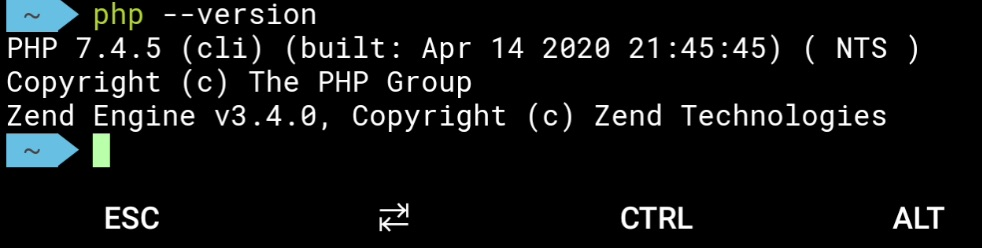 ~ php --version
PHP 7.4.5 (cli) (built: Apr 14 2020 21:45:45) ( NTS )
Copyright (c) The PHP Group
Zend Engine v3.4.0, Copyright (c) Zend Technologies
~
ESC CTRL ALT